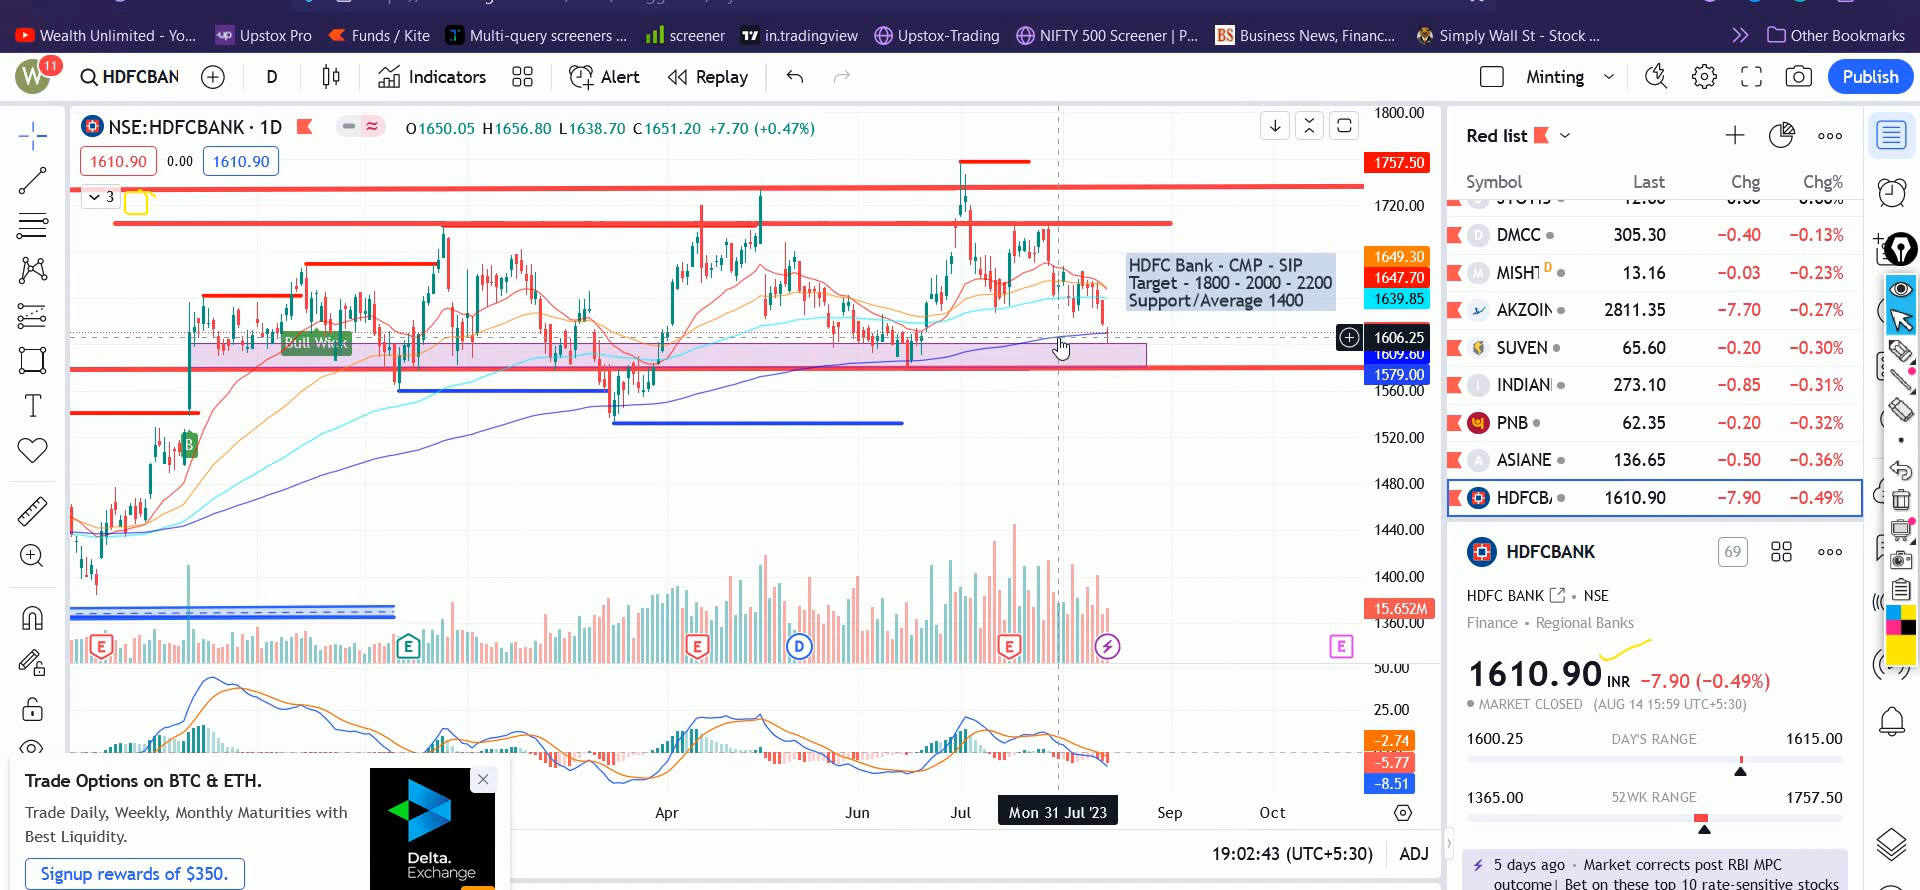 Wealth Unlimited - Yo...
Upstox Pro
Funds / Kite
Multi-query screeners ...
screener
in.tradingview
Upstox-Trading
NIFTY 500 Screener | P...
BS Business News, Financ...
Simply Wall St - Stock ...
Other Bookmarks
W 11
HDFCBAN
D
Indicators
Alert
Replay
Minting
Publish
NSE:HDFCBANK · 1D
O1650.05 H1656.80 L1638.70 C1651.20 +7.70 (+0.47%)
1610.90 0.00 1610.90
3
HDFC Bank - CMP - SIP
Target - 1800 - 2000 - 2200
Support/Average 1400
Bull Wick
B
1800.00
1757.50
1720.00
1649.30
1647.70
1639.85
1606.25
1609.60
1579.00
1560.00
1520.00
1480.00
1440.00
1400.00
15.652M
1360.00
E E E D E E
50.00
25.00
−2.74
−5.77
−8.51
Apr Jun Jul Mon 31 Jul '23 Sep Oct
19:02:43 (UTC+5:30) ADJ
Trade Options on BTC & ETH.
Trade Daily, Weekly, Monthly Maturities with
Best Liquidity.
Signup rewards of $350.
Delta.
Exchange
Red list
Symbol Last Chg Chg%
D DMCC 305.30 −0.40 −0.13%
M MISHT D 13.16 −0.03 −0.23%
AKZOIN 2811.35 −7.70 −0.27%
SUVEN 65.60 −0.20 −0.30%
I INDIANI 273.10 −0.85 −0.31%
PNB 62.35 −0.20 −0.32%
A ASIANE 136.65 −0.50 −0.36%
HDFCBA 1610.90 −7.90 −0.49%
HDFCBANK
69
HDFC BANK • NSE
Finance • Regional Banks
1610.90 INR −7.90 (−0.49%)
MARKET CLOSED (AUG 14 15:59 UTC+5:30)
1600.25 DAY'S RANGE 1615.00
1365.00 52WK RANGE 1757.50
5 days ago · Market corrects post RBI MPC
outcome| Bet on these top 10 rate-sensitive stocks